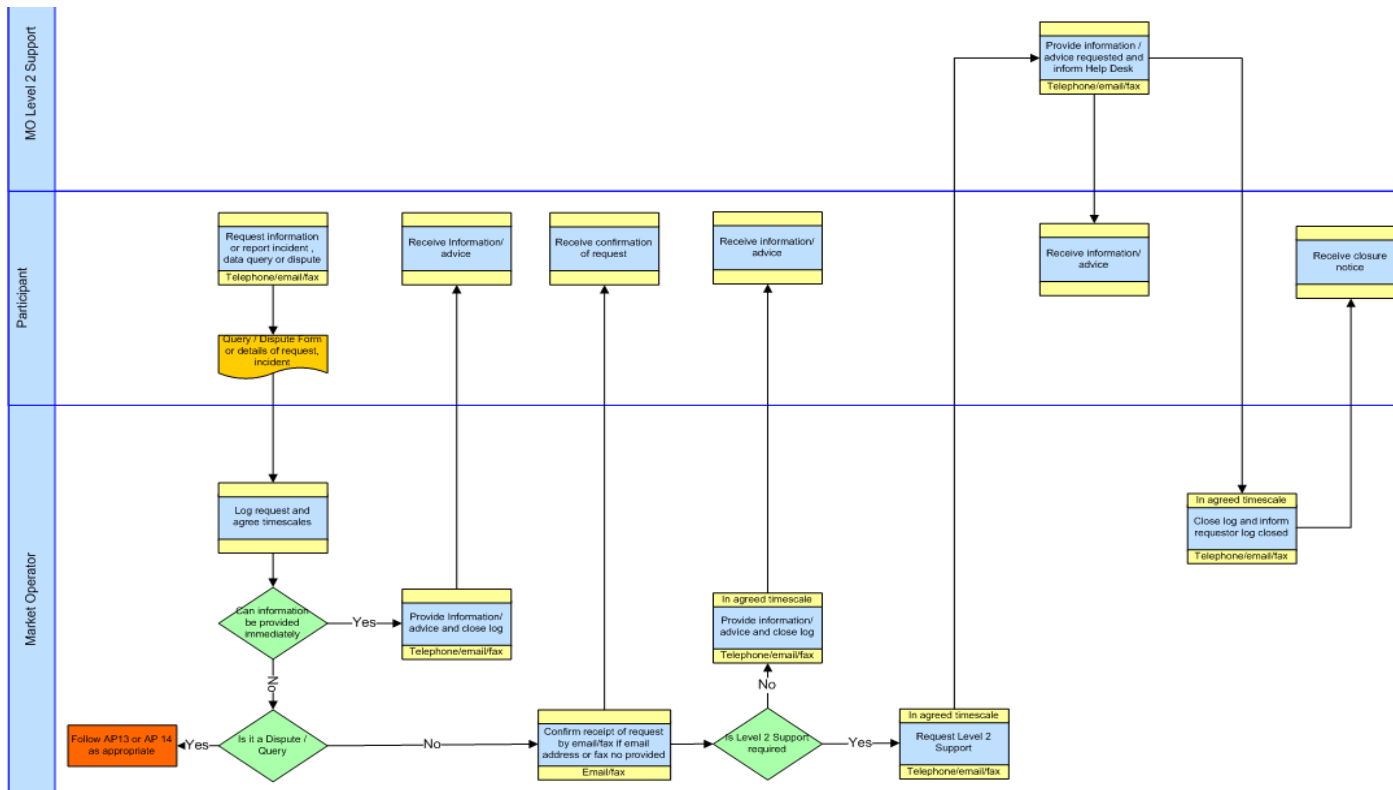 MO Level 2 Support
Provide information /
advice requested and
inform Help Desk
Telephone/email/fax
Participant
Request information
or report incident ,
data query or dispute
Telephone/email/fax
Receive Information/
advice
Receive confirmation
of request
Receive information/
advice
Receive information/
advice
Receive closure
notice
Query / Dispute Form
or details of request,
incident
Market Operator
Log request and
agree timescales
In agreed timescale
Close log and inform
requestor log closed
Telephone/email/fax
Can information
be provided
immediately
Yes
Provide Information/
advice and close log
Telephone/email/fax
In agreed timescale
Provide information/
advice and close log
Telephone/email/fax
No
No
Follow AP13 or AP 14
as appropriate
Yes
Is it a Dispute /
Query
No
Confirm receipt of request
by email/fax if email
address or fax no provided
Email/fax
Is Level 2 Support
required
Yes
In agreed timescale
Request Level 2
Support
Telephone/email/fax